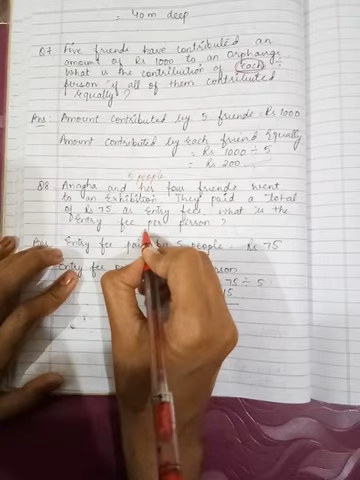 = 40 m deep
Q7 Five friends have contributed an
amount of Rs 1000 to an Orphange.
What is the contribution of each
person if all of them contributed
equally?
Ans Amount contributed by 5 friends = Rs 1000
Amount contributed by each friend Equally
= Rs 1000 ÷ 5
= Rs 200
5 people
Q8 Anagha and her four friends went
to an Exhibition. They paid a total
of Rs 75 as Entry fees. What is the
Entry fee per person?
Ans Entry fee by 5 people = Rs 75
Entry fee person
75 ÷ 5
15